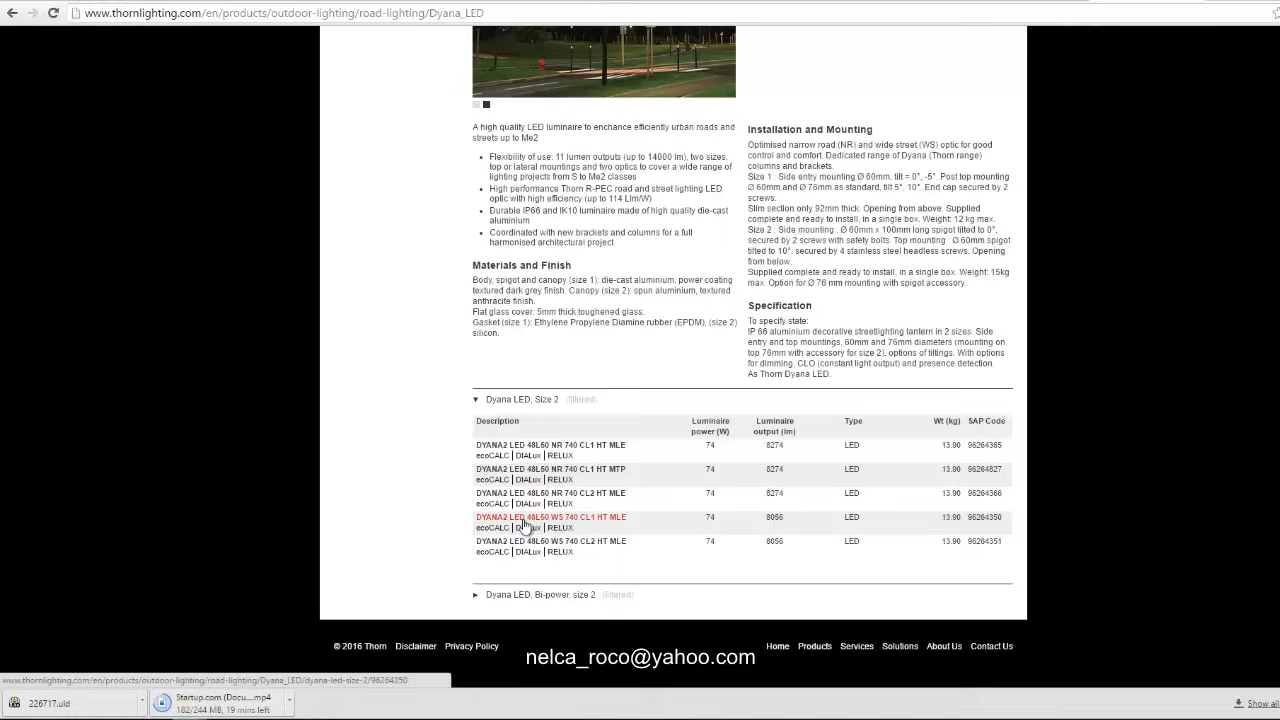 www.thornlighting.com/en/products/outdoor-lighting/road-lighting/Dyana_LED
A high quality LED luminaire to enchance efficiently urban roads and
streets up to Me2
Flexibility of use: 11 lumen outputs (up to 14000 lm), two sizes,
top or lateral mountings and two optics to cover a wide range of
lighting projects from S to Me2 classes
High performance Thorn R-PEC road and street lighting LED
optic with high efficiency (up to 114 Llm/W)
Durable IP66 and IK10 luminaire made of high quality die-cast
aluminium
Coordinated with new brackets and columns for a full
harmonised architectural project
Materials and Finish
Body, spigot and canopy (size 1): die-cast aluminium, power coating
textured dark grey finish. Canopy (size 2): spun aluminium, textured
anthracite finish.
Flat glass cover: 5mm thick toughened glass.
Gasket (size 1): Ethylene Propylene Diamine rubber (EPDM), (size 2)
silicon.
Installation and Mounting
Optimised narrow road (NR) and wide street (WS) optic for good
control and comfort. Dedicated range of Dyana (Thorn range)
columns and brackets.
Size 1 : Side entry mounting Ø 60mm, tilt = 0°, -5°. Post top mounting
Ø 60mm and Ø 76mm as standard, tilt 5°, 10°. End cap secured by 2
screws.
Slim section only 92mm thick. Opening from above. Supplied
complete and ready to install, in a single box. Weight: 12 kg max.
Size 2 : Side mounting : Ø 60mm x 100mm long spigot tilted to 0°,
secured by 2 screws with safety bolts. Top mounting : Ø 60mm spigot
tilted to 10°, secured by 4 stainless steel headless screws. Opening
from below.
Supplied complete and ready to install, in a single box. Weight: 15kg
max. Option for Ø 76 mm mounting with spigot accessory.
Specification
To specify state:
IP 66 aluminium decorative streetlighting lantern in 2 sizes. Side
entry and top mountings, 60mm and 76mm diameters (mounting on
top 76mm with accessory for size 2), options of tiltings. With options
for dimming, CLO (constant light output) and presence detection.
As Thorn Dyana LED.
Dyana LED, Size 2 (filtered)
Description Luminaire power (W) Luminaire output (lm) Type Wt (kg) SAP Code
DYANA2 LED 48L50 NR 740 CL1 HT MLE 74 8274 LED 13.90 96264365
ecoCALC | DIALux | RELUX
DYANA2 LED 48L50 NR 740 CL1 HT MTP 74 8274 LED 13.90 96264827
ecoCALC | DIALux | RELUX
DYANA2 LED 48L50 NR 740 CL2 HT MLE 74 8274 LED 13.90 96264366
ecoCALC | DIALux | RELUX
DYANA2 LED 48L50 WS 740 CL1 HT MLE 74 8056 LED 13.90 96264350
ecoCALC | DIALux | RELUX
DYANA2 LED 48L50 WS 740 CL2 HT MLE 74 8056 LED 13.90 96264351
ecoCALC | DIALux | RELUX
Dyana LED, Bi-power, size 2 (filtered)
© 2016 Thorn Disclaimer Privacy Policy Home Products Services Solutions About Us Contact Us
nelca_roco@yahoo.com
www.thornlighting.com/en/products/outdoor-lighting/road-lighting/Dyana_LED/dyana-led-size-2/96264350
226717.uld
Startup.com (Docu....mp4
182/244 MB, 19 mins left
Show all